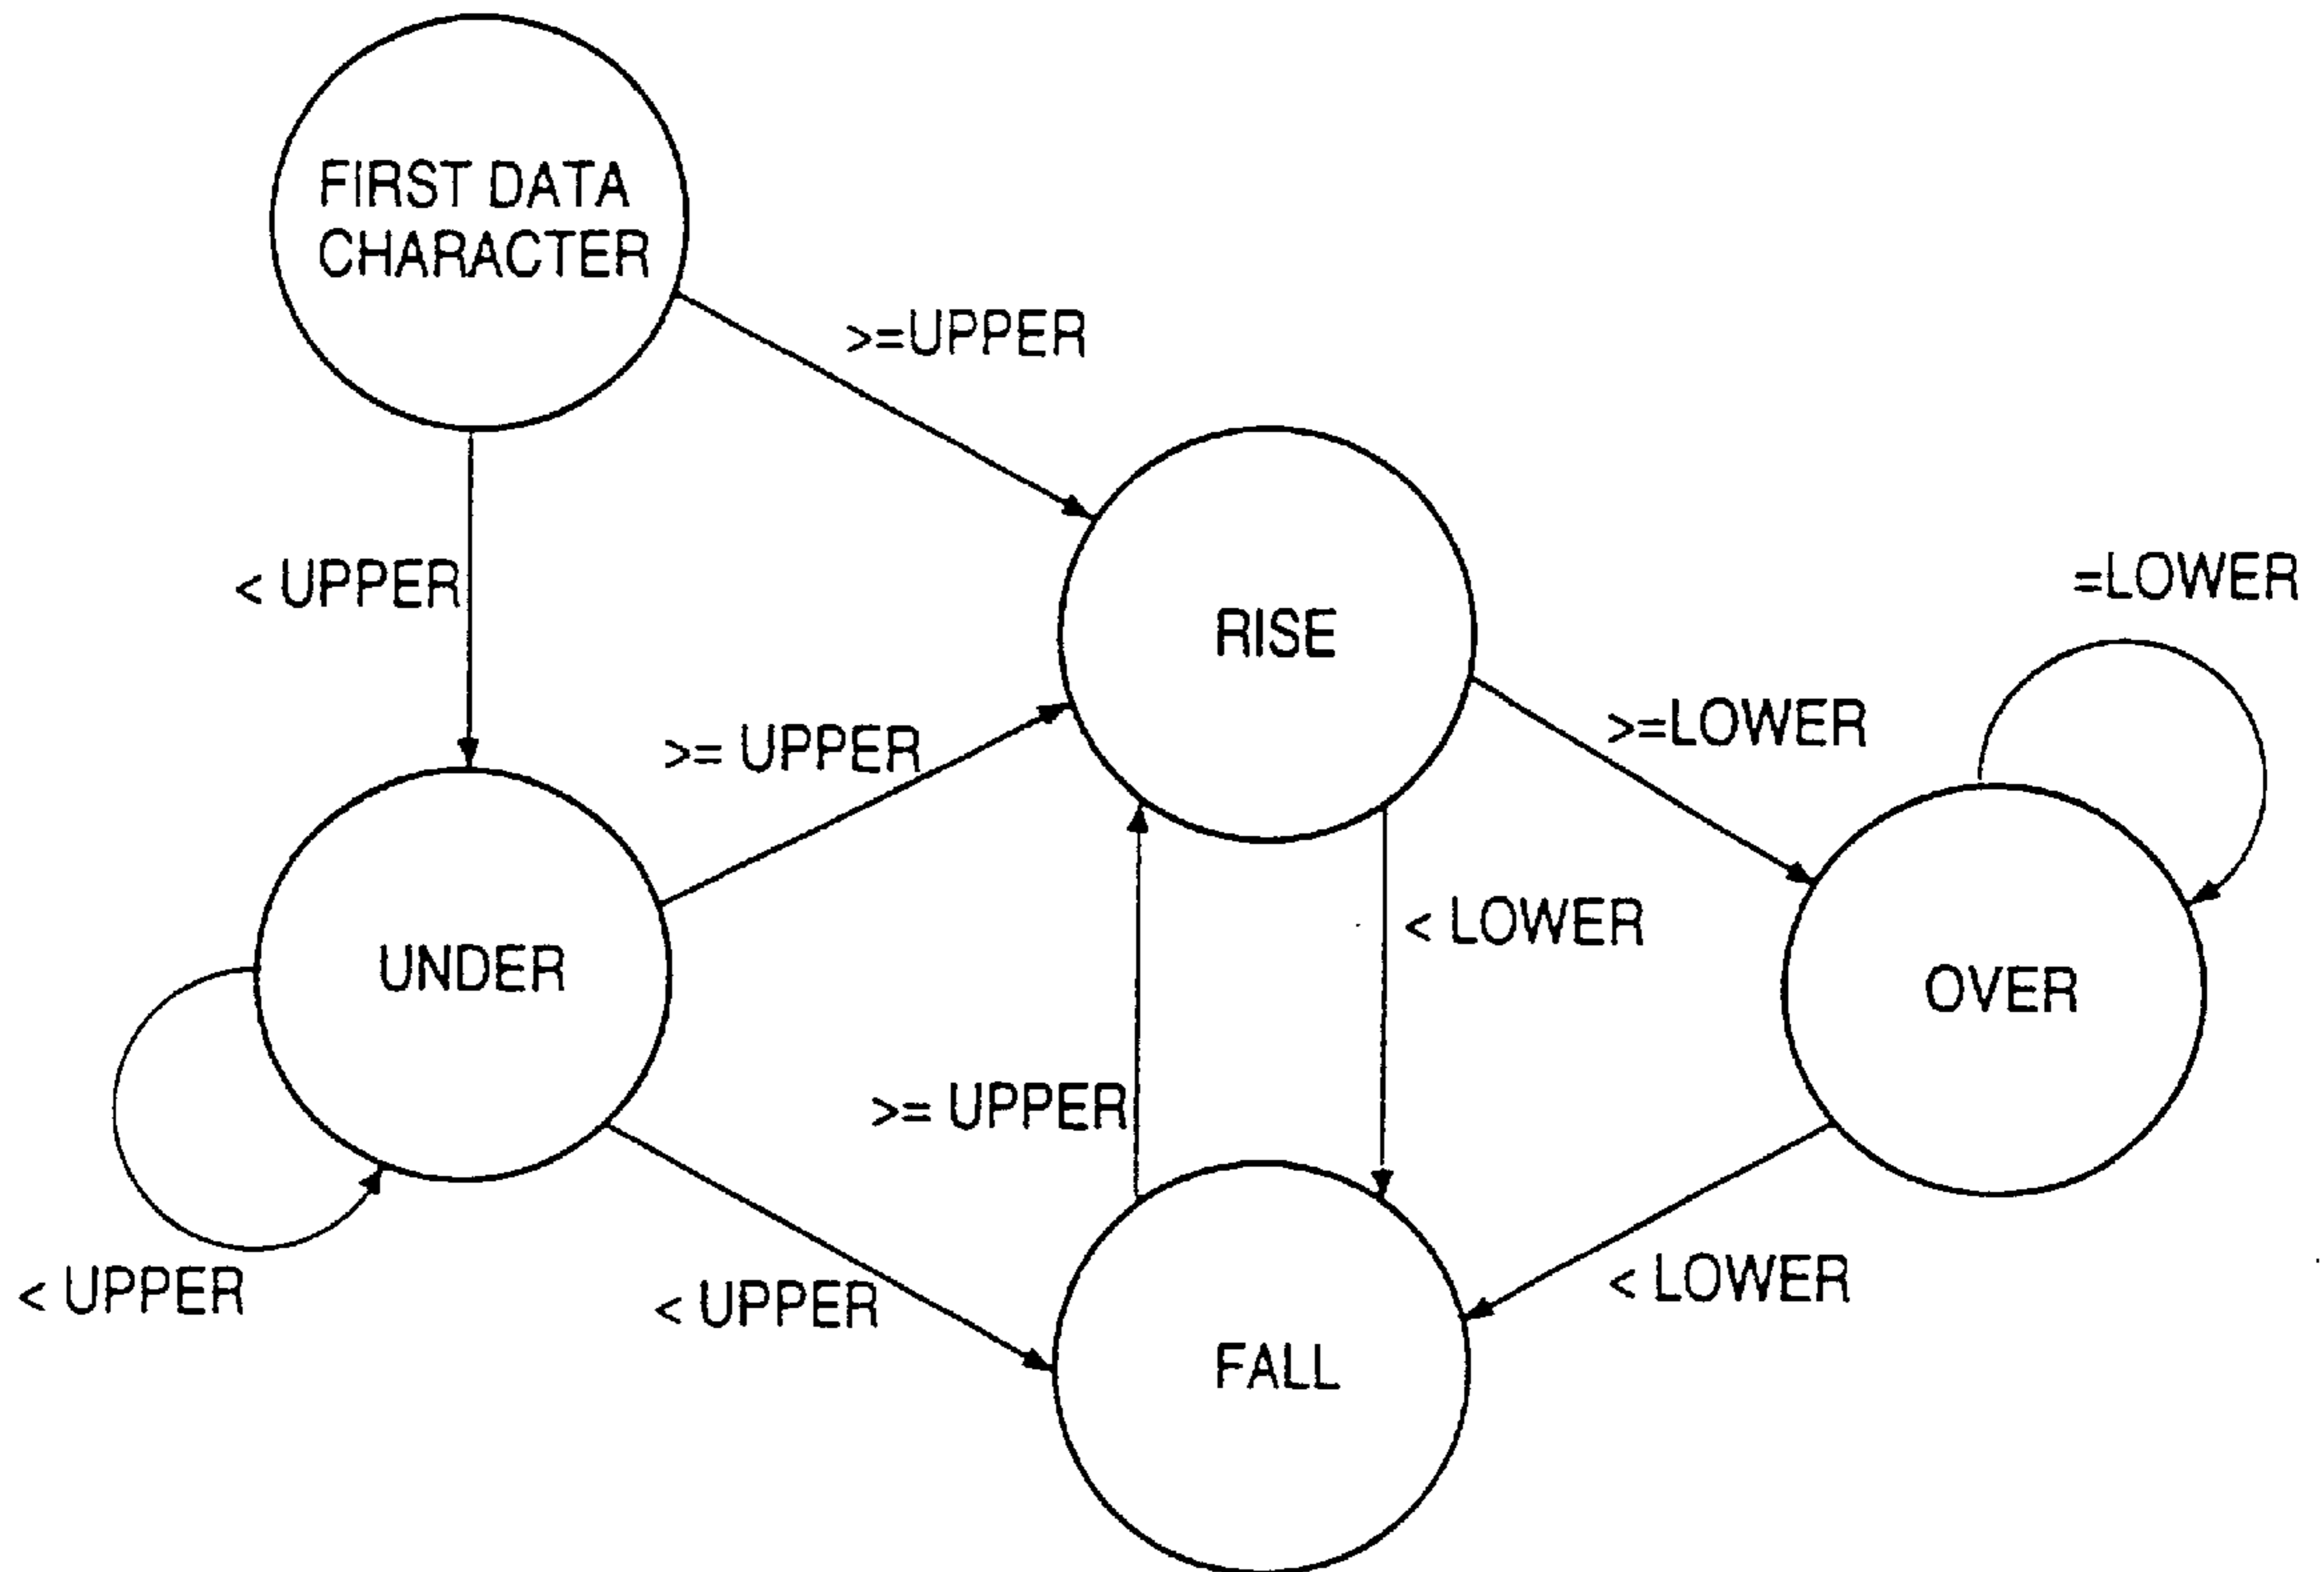 FIRST DATA
CHARACTER
>=UPPER
< UPPER
RISE
=LOWER
>= UPPER
>=LOWER
< LOWER
UNDER
OVER
>= UPPER
< UPPER
< UPPER
< LOWER
FALL